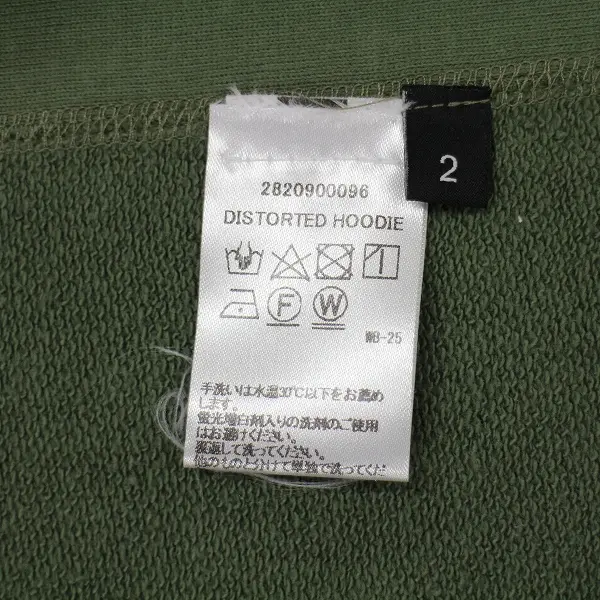 2
2820900096
DISTORTED HOODIE
F
W
WB-25
手洗いは水温30℃以下をお薦め
します。
蛍光増白剤入りの洗剤のご使用
はお避けください。
裏返して洗ってください。
他のものと分けて単独で洗ってくだ